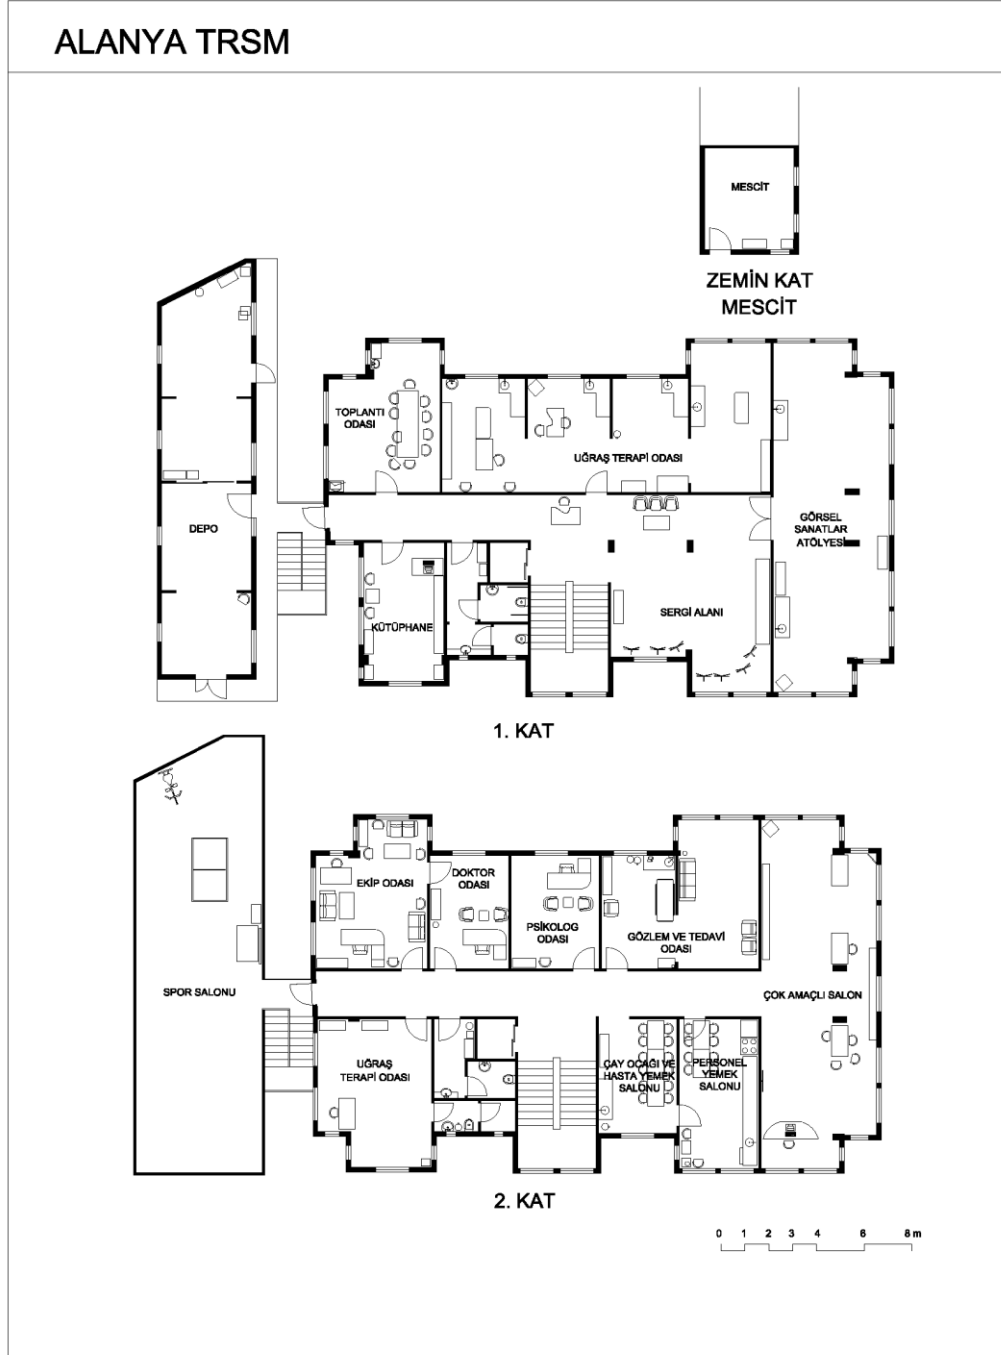 ALANYA TRSM
MESCİT
ZEMİN KAT
MESCİT
TOPLANTI
ODASI
UĞRAŞ TERAPİ ODASI
DEPO
GÖRSEL
SANATLAR
ATÖLYESİ
KÜTÜPHANE
SERGİ ALANI
1. KAT
EKİP ODASI
DOKTOR
ODASI
PSİKOLOG
ODASI
GÖZLEM VE TEDAVİ
ODASI
SPOR SALONU
ÇOK AMAÇLI SALON
UĞRAŞ
TERAPİ ODASI
ÇAY OCAĞI VE
HASTA YEMEK
SALONU
PERSONEL
YEMEK
SALONU
2. KAT
0 1 2 3 4 6 8 m